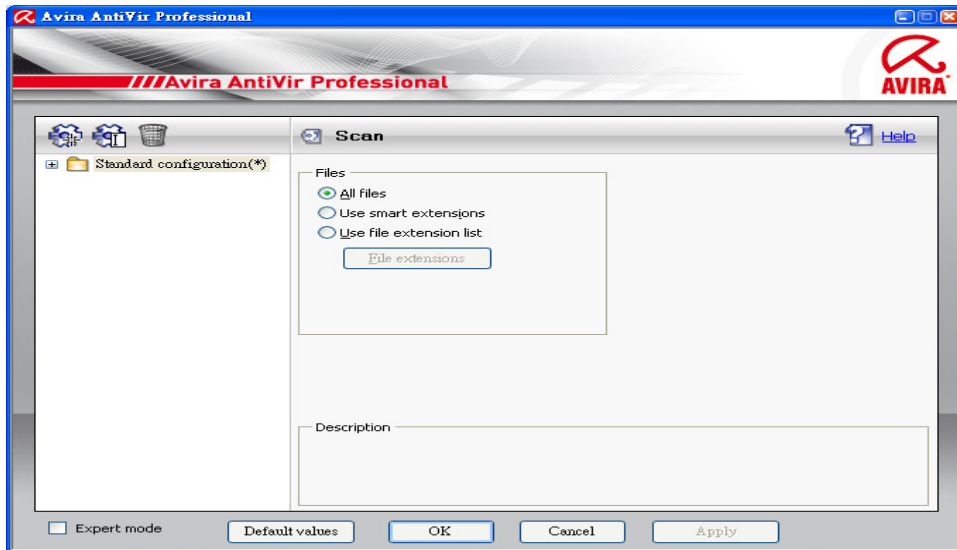 Avira AntiVir Professional
Avira AntiVir Professional
AVIRA
Scan
Help
Standard configuration(*)
Files
All files
Use smart extensions
Use file extension list
File extensions
Description
Expert mode
Default values
OK
Cancel
Apply